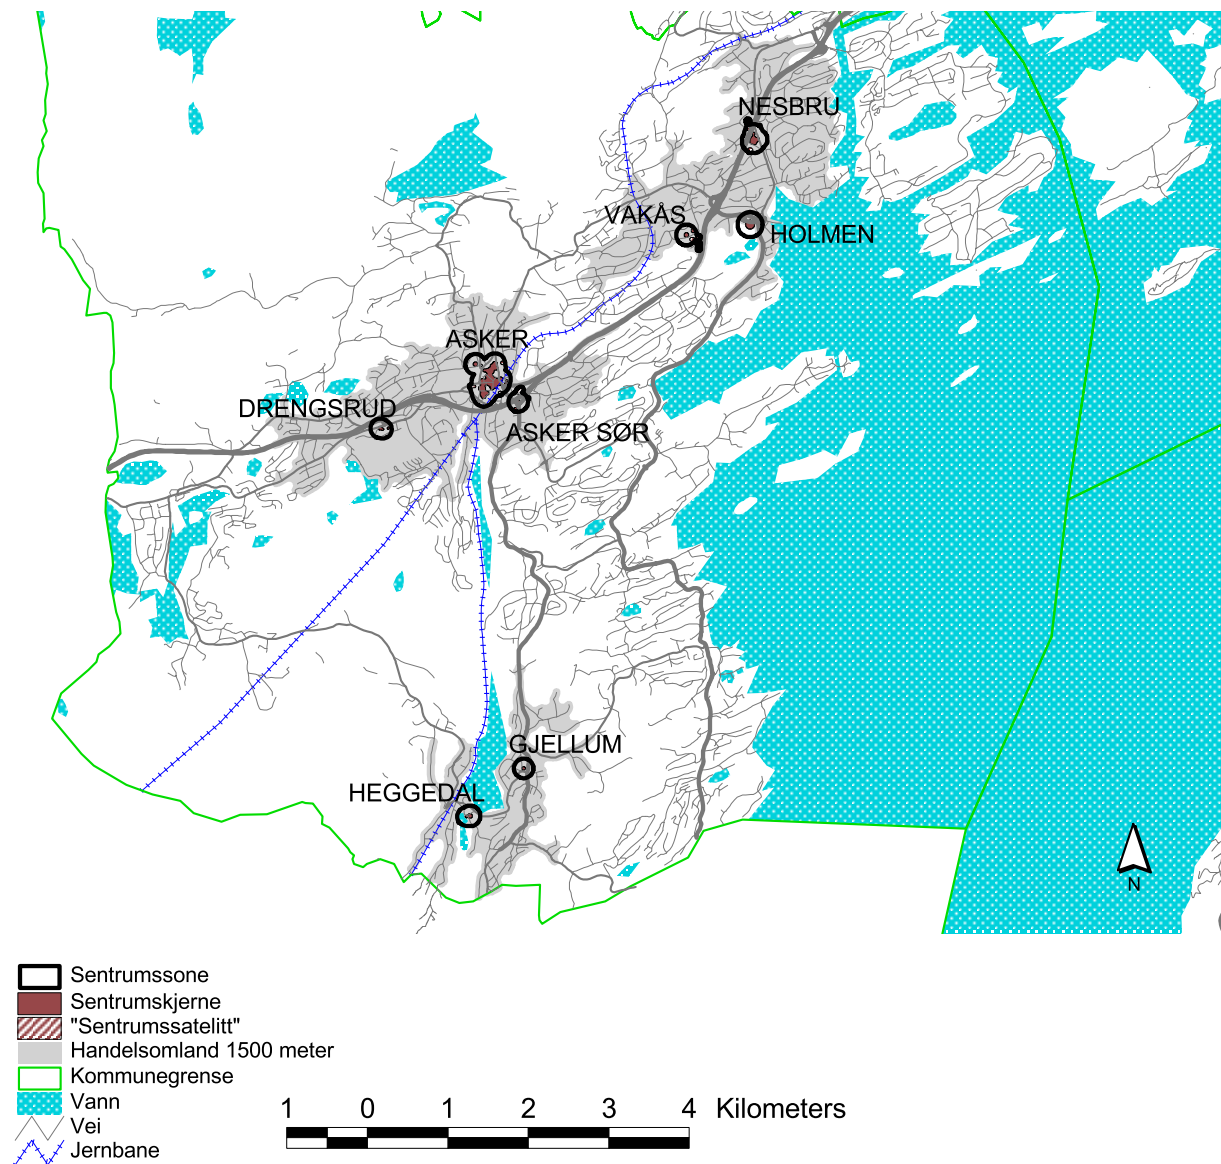 NESBRU
VAKÅS
HOLMEN
ASKER
DRENGSRUD
ASKER SØR
GJELLUM
HEGGEDAL
N
Sentrumssone
Sentrumskjerne
"Sentrumssatelitt"
Handelsomland 1500 meter
Kommunegrense
Vann
Vei
Jernbane
1 0 1 2 3 4 Kilometers